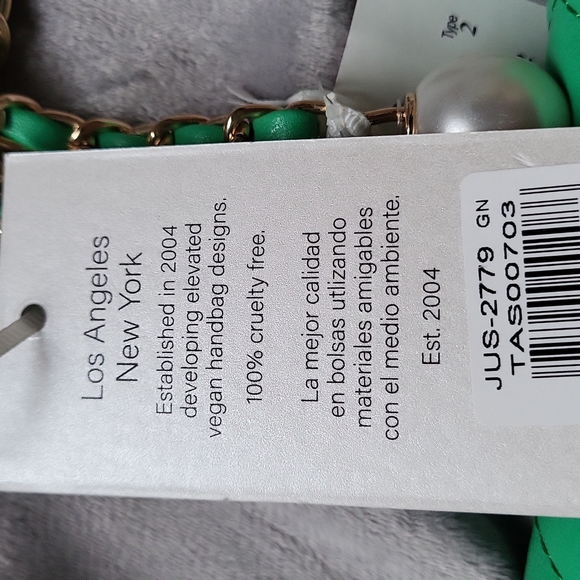 Los Angeles
New York
Established in 2004
developing elevated
vegan handbag designs.
100% cruelty free.
La mejor calidad
en bolsas utlizando
materiales amigables
con el medio ambiente.
Est. 2004
JUS-2779 GN
TAS00703
Type
2